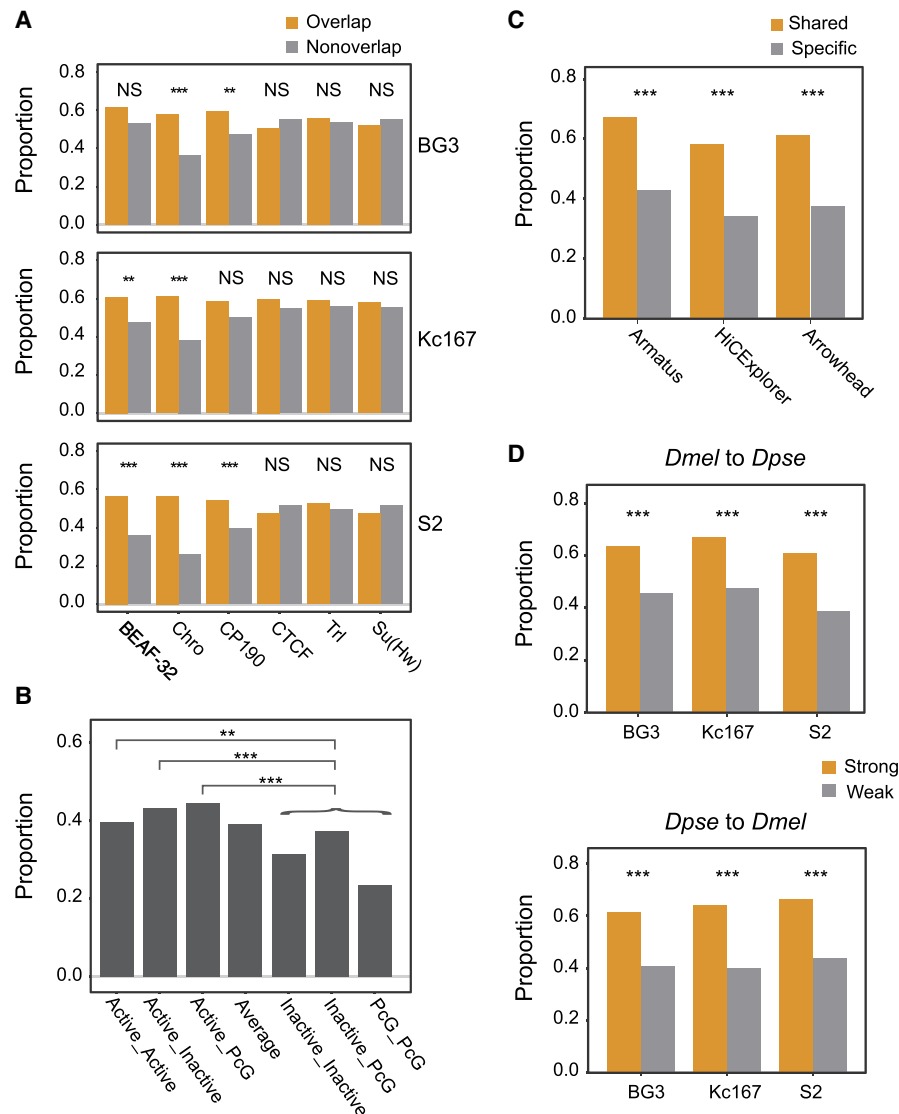 A
Overlap
Nonoverlap
Proportion
0.8
0.6
0.4
0.2
0.0
NS *** ** NS NS NS
BG3
Proportion
0.8
0.6
0.4
0.2
0.0
** *** NS NS NS NS
Kc167
Proportion
0.8
0.6
0.4
0.2
0.0
*** *** *** NS NS NS
S2
BEAF-32 Chro CP190 CTCF Trl Su(Hw)
B
Proportion
0.6
0.4
0.2
0.0
**
***
***
Active_Active Active_Inactive Active_PcG Average Inactive_Inactive Inactive_PcG PcG_PcG
C
Shared
Specific
Proportion
0.8
0.6
0.4
0.2
0.0
*** *** ***
Armatus HiCExplorer Arrowhead
D
Dmel to Dpse
Proportion
0.8
0.6
0.4
0.2
0.0
*** *** ***
BG3 Kc167 S2
Strong
Weak
Dpse to Dmel
Proportion
0.8
0.6
0.4
0.2
0.0
*** *** ***
BG3 Kc167 S2